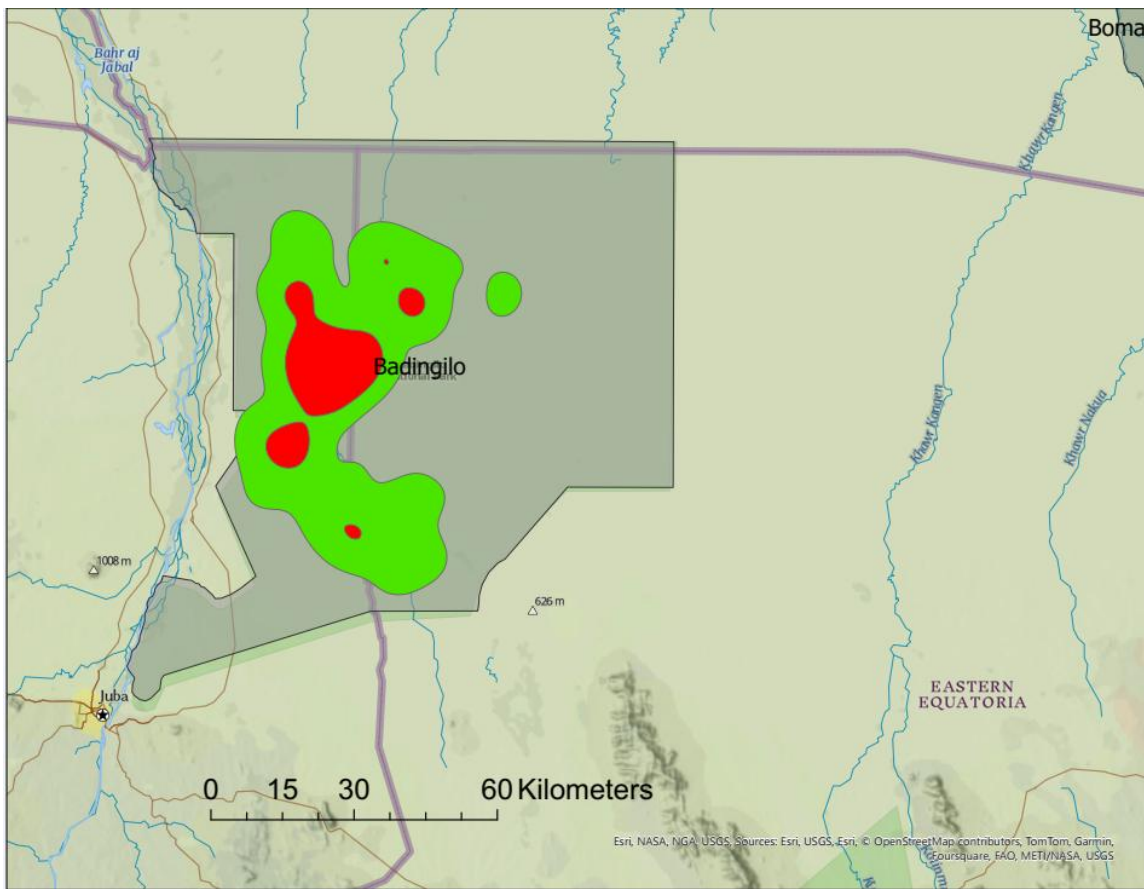 Boma
Bahr aj
Jabal
Khawr Kangen
Badingilo
Khawr Kangen
Khawr Nakua
1008 m
626 m
Juba
EASTERN
EQUATORIA
0 15 30 60 Kilometers
Esri, NASA, NGA, USGS, Sources: Esri, USGS, Esri, © OpenStreetMap contributors, TomTom, Garmin,
Foursquare, FAO, METI/NASA, USGS